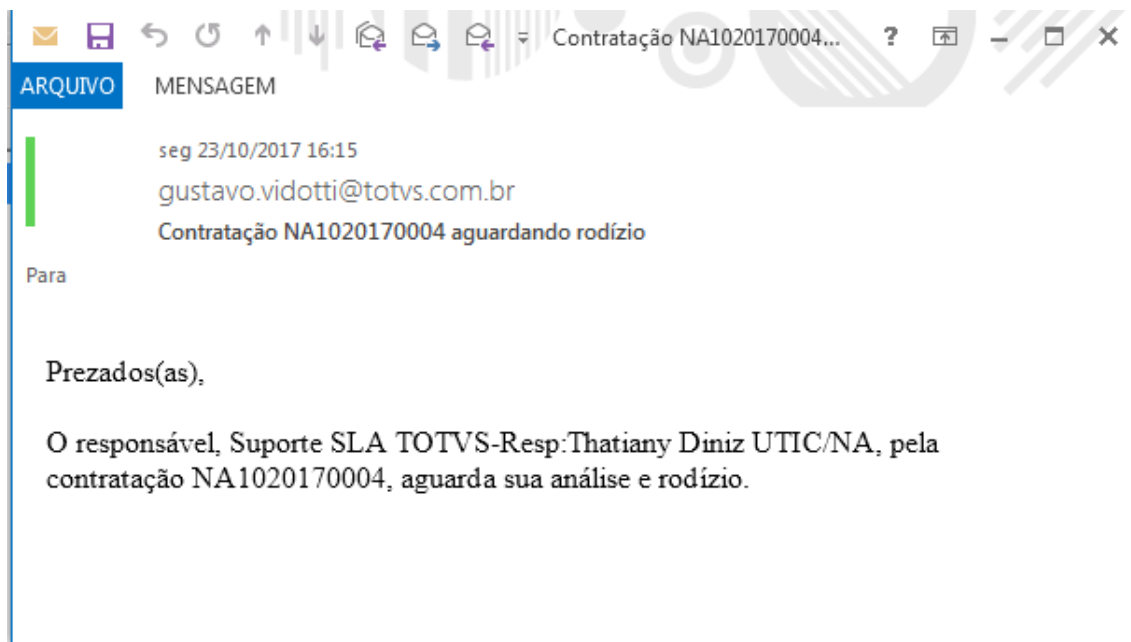 Contratação NA1020170004... ?
ARQUIVO MENSAGEM
seg 23/10/2017 16:15
gustavo.vidotti@totvs.com.br
Contratação NA1020170004 aguardando rodízio
Para
Prezados(as),
O responsável, Suporte SLA TOTVS-Resp:Thatiany Diniz UTIC/NA, pela
contratação NA1020170004, aguarda sua análise e rodízio.